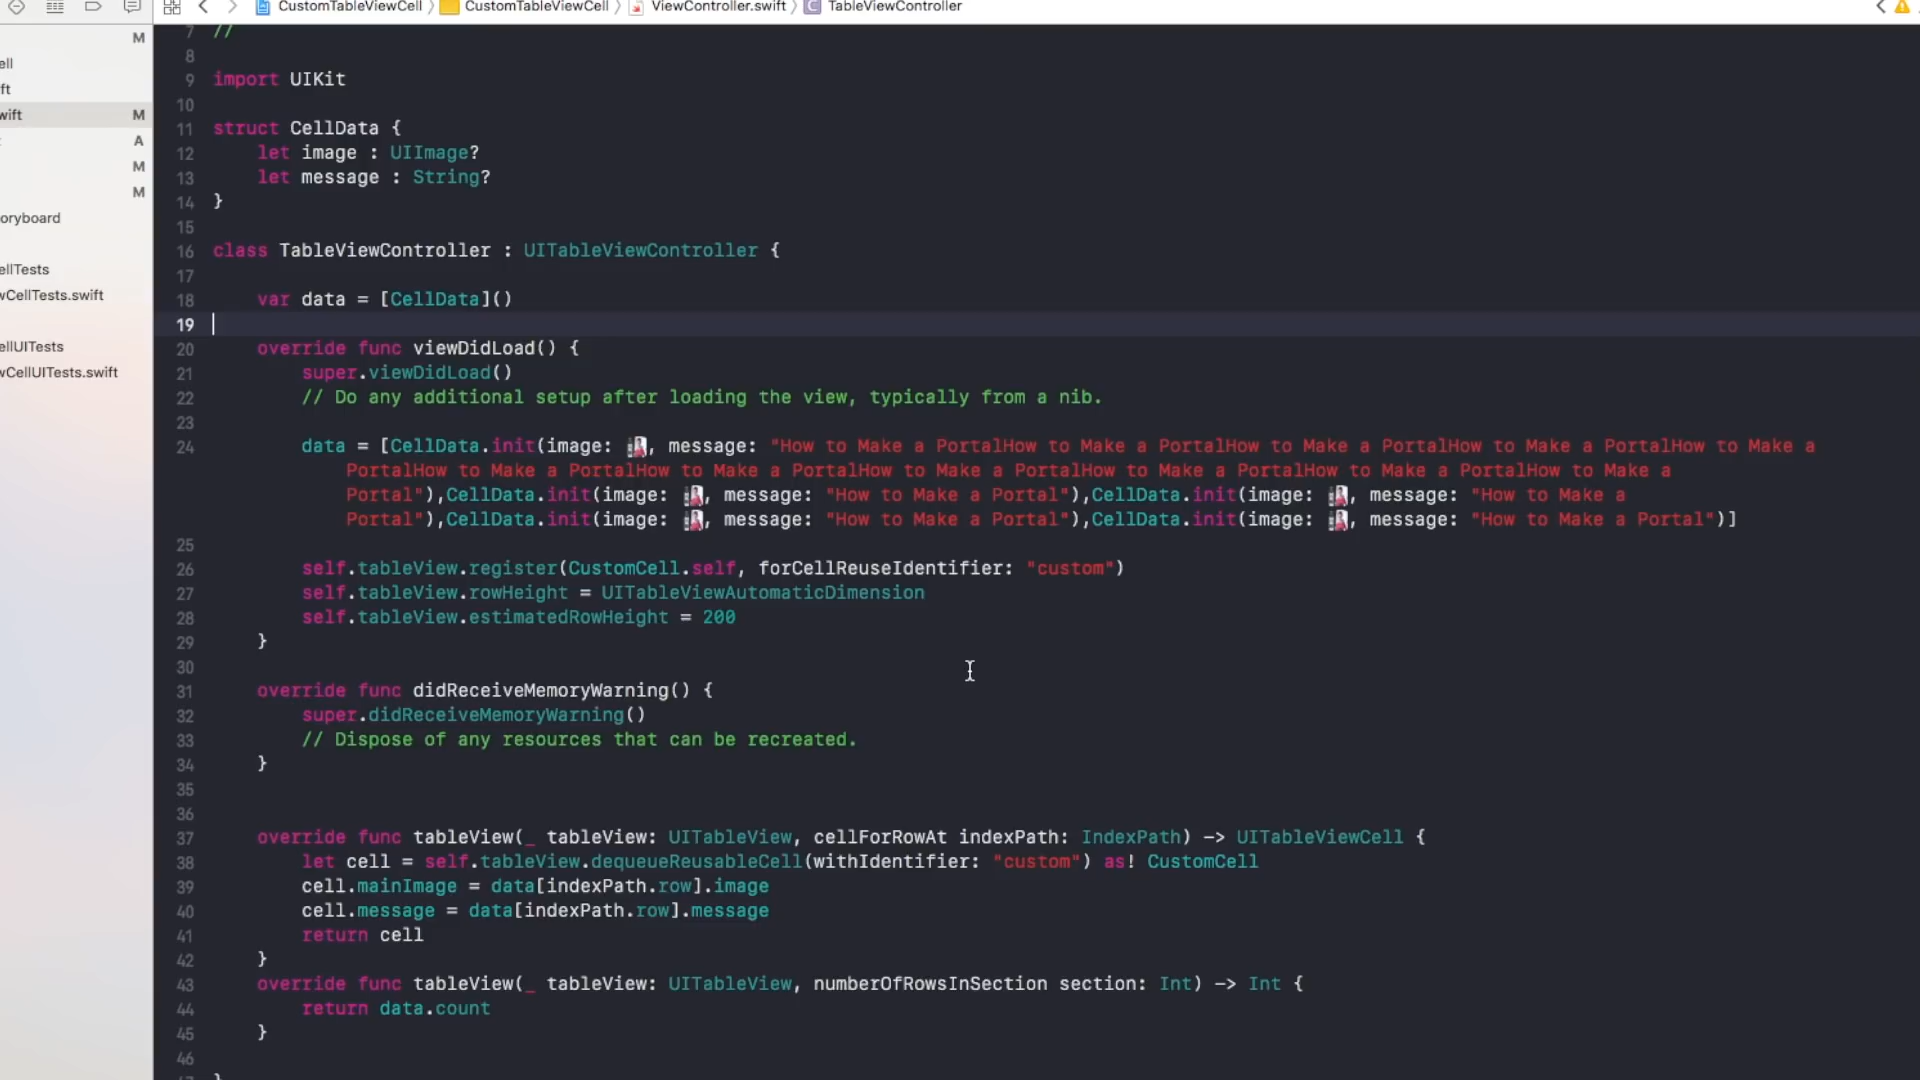 CustomTableViewCell 〉 CustomTableViewCell 〉 ViewController.swift 〉 C TableViewController
M
ell
ft
wift M
A
M
M
oryboard
ellTests
wCellTests.swift
ellUITests
wCellUITests.swift
7 //
8
9 import UIKit
10
11 struct CellData {
12 let image : UIImage?
13 let message : String?
14 }
15
16 class TableViewController : UITableViewController {
17
18 var data = [CellData]()
19
20 override func viewDidLoad() {
21 super.viewDidLoad()
22 // Do any additional setup after loading the view, typically from a nib.
23
24 data = [CellData.init(image: , message: "How to Make a PortalHow to Make a PortalHow to Make a PortalHow to Make a PortalHow to Make a
PortalHow to Make a PortalHow to Make a PortalHow to Make a PortalHow to Make a PortalHow to Make a
Portal"),CellData.init(image: , message: "How to Make a Portal"),CellData.init(image: , message: "How to Make a
Portal"),CellData.init(image: , message: "How to Make a Portal"),CellData.init(image: , message: "How to Make a Portal")]
25
26 self.tableView.register(CustomCell.self, forCellReuseIdentifier: "custom")
27 self.tableView.rowHeight = UITableViewAutomaticDimension
28 self.tableView.estimatedRowHeight = 200
29 }
30
31 override func didReceiveMemoryWarning() {
32 super.didReceiveMemoryWarning()
33 // Dispose of any resources that can be recreated.
34 }
35
36
37 override func tableView(_ tableView: UITableView, cellForRowAt indexPath: IndexPath) -> UITableViewCell {
38 let cell = self.tableView.dequeueReusableCell(withIdentifier: "custom") as! CustomCell
39 cell.mainImage = data[indexPath.row].image
40 cell.message = data[indexPath.row].message
41 return cell
42 }
43 override func tableView(_ tableView: UITableView, numberOfRowsInSection section: Int) -> Int {
44 return data.count
45 }
46